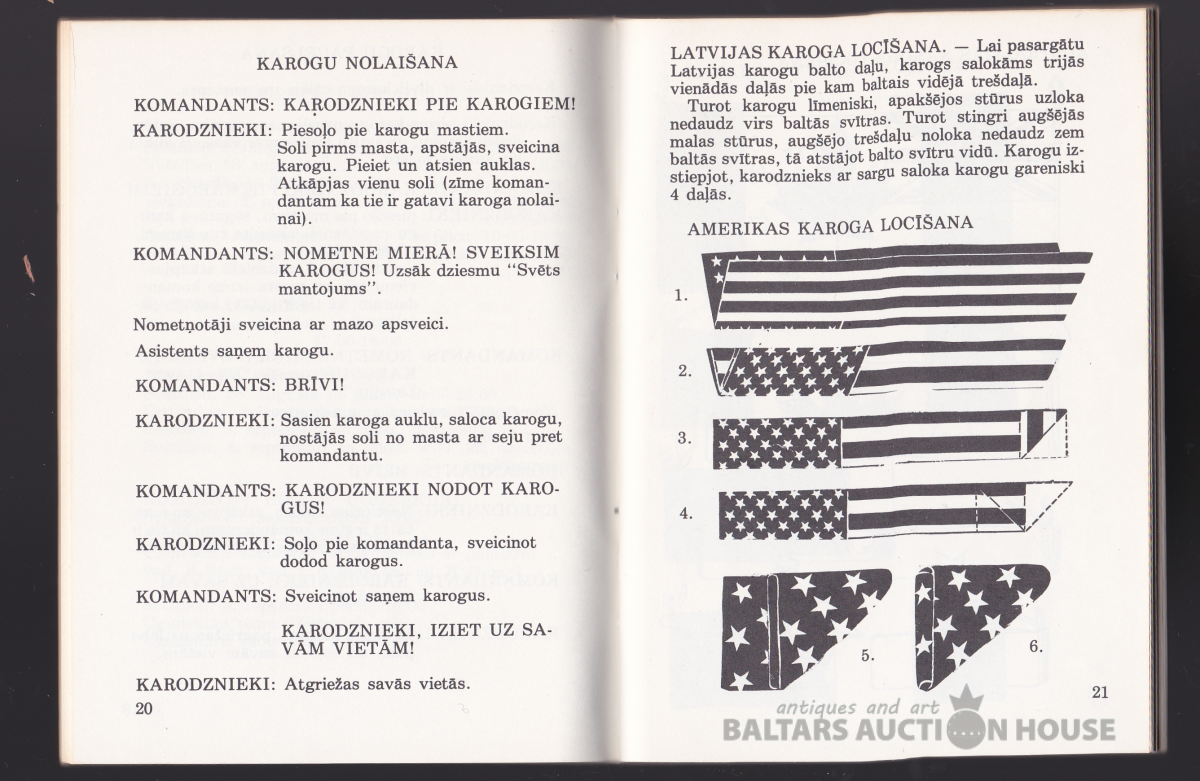 KAROGU NOLAIŠANA
KOMANDANTS: KAŖODZNIEKI PIE KAROGIEM!
KARODZNIEKI: Piesoļo pie karogu mastiem.
Soli pirms masta, apstājās, sveicina
karogu. Pieiet un atsien auklas.
Atkāpjas vienu soli (zīme koman-
dantam ka tie ir gatavi karoga nolai-
nai).
KOMANDANTS: NOMETNE MIERĀ! SVEIKSIM
KAROGUS! Uzsāk dziesmu “Svēts
mantojums”.
Nometņotāji sveicina ar mazo apsveici.
Asistents saņem karogu.
KOMANDANTS: BRĪVI!
KARODZNIEKI: Sasien karoga auklu, saloca karogu,
nostājās soli no masta ar seju pret
komandantu.
KOMANDANTS: KARODZNIEKI NODOT KARO-
GUS!
KARODZNIEKI: Soļo pie komandanta, sveicinot
dodod karogus.
KOMANDANTS: Sveicinot saņem karogus.
KARODZNIEKI, IZIET UZ SA-
VĀM VIETĀM!
KARODZNIEKI: Atgriežas savās vietās.
20
LATVIJAS KAROGA LOCĪŠANA. — Lai pasargātu
Latvijas karogu balto daļu, karogs salokāms trijās
vienādās daļās pie kam baltais vidējā trešdaļā.
Turot karogu līmeniski, apakšējos stūrus uzloka
nedaudz virs baltās svītras. Turot stingri augšējās
malas stūrus, augšējo trešdaļu noloka nedaudz zem
baltās svītras, tā atstājot balto svītru vidū. Karogu iz-
stiepjot, karodznieks ar sargu saloka karogu gareniski
4 daļās.
AMERIKAS KAROGA LOCĪŠANA
1.
2.
3.
4.
5.
6.
21
antiques and art
BALTARS AUCTION HOUSE